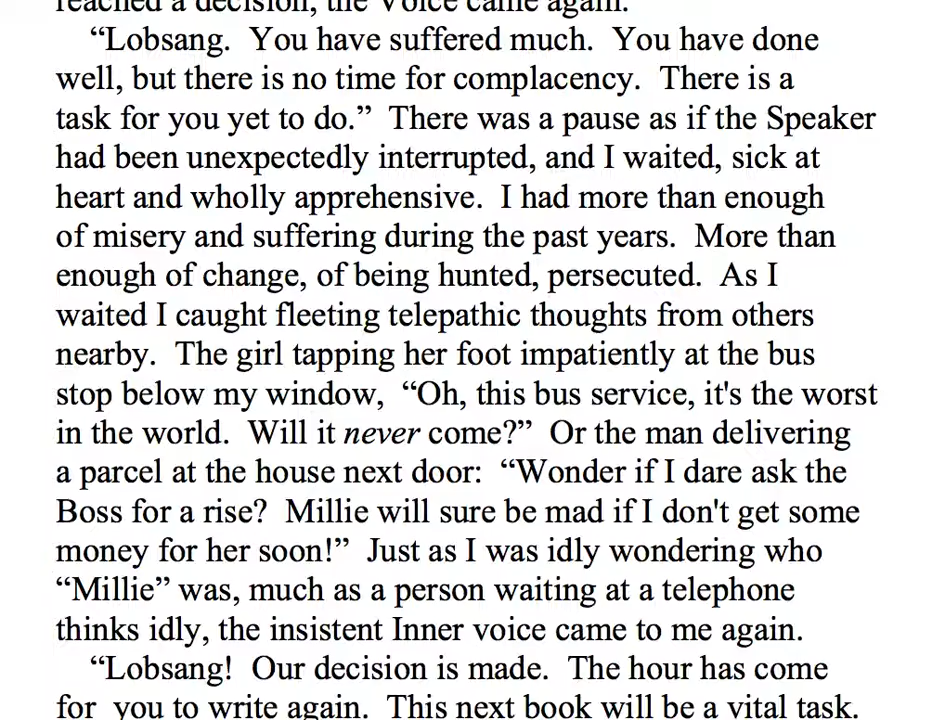 reached a decision, the Voice came again.
“Lobsang.  You have suffered much.  You have done
well, but there is no time for complacency.  There is a
task for you yet to do.”  There was a pause as if the Speaker
had been unexpectedly interrupted, and I waited, sick at
heart and wholly apprehensive.  I had more than enough
of misery and suffering during the past years.  More than
enough of change, of being hunted, persecuted.  As I
waited I caught fleeting telepathic thoughts from others
nearby.  The girl tapping her foot impatiently at the bus
stop below my window,  “Oh, this bus service, it's the worst
in the world.  Will it never come?”  Or the man delivering
a parcel at the house next door:  “Wonder if I dare ask the
Boss for a rise?  Millie will sure be mad if I don't get some
money for her soon!”  Just as I was idly wondering who
“Millie” was, much as a person waiting at a telephone
thinks idly, the insistent Inner voice came to me again.
“Lobsang!  Our decision is made.  The hour has come
for  you to write again.  This next book will be a vital task.